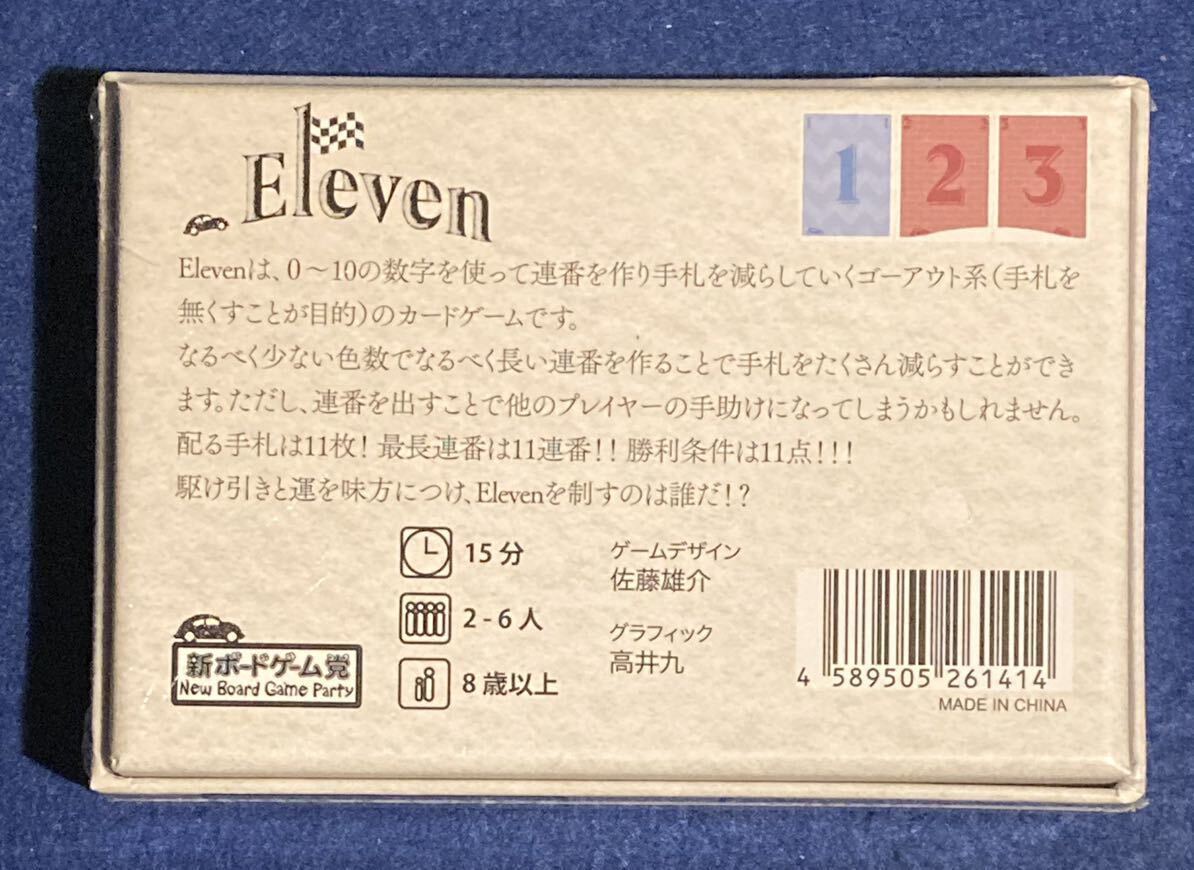 Eleven
1 2 3
Elevenは、0〜10の数字を使って連番を作り手札を減らしていくゴーアウト系(手札を
無くすことが目的)のカードゲームです。
なるべく少ない色数でなるべく長い連番を作ることで手札をたくさん減らすことができ
ます。ただし、連番を出すことで他のプレイヤーの手助けになってしまうかもしれません。
配る手札は11枚! 最長連番は11連番!! 勝利条件は11点!!!
駆け引きと運を味方につけ、Elevenを制すのは誰だ!?
15分
2-6人
8歳以上
ゲームデザイン
佐藤雄介
グラフィック
高井九
新ボードゲーム党
New Board Game Party
4 589505 261414
MADE IN CHINA